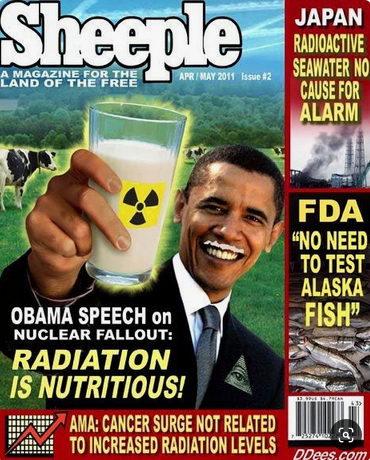 Sheeple
A MAGAZINE FOR THE
LAND OF THE FREE
APR / MAY 2011 Issue #2
JAPAN
RADIOACTIVE
SEAWATER NO
CAUSE FOR
ALARM
FDA
“NO NEED
TO TEST
ALASKA
FISH”
OBAMA SPEECH on
NUCLEAR FALLOUT:
RADIATION
IS NUTRITIOUS!
AMA: CANCER SURGE NOT RELATED
TO INCREASED RADIATION LEVELS
DDees.com